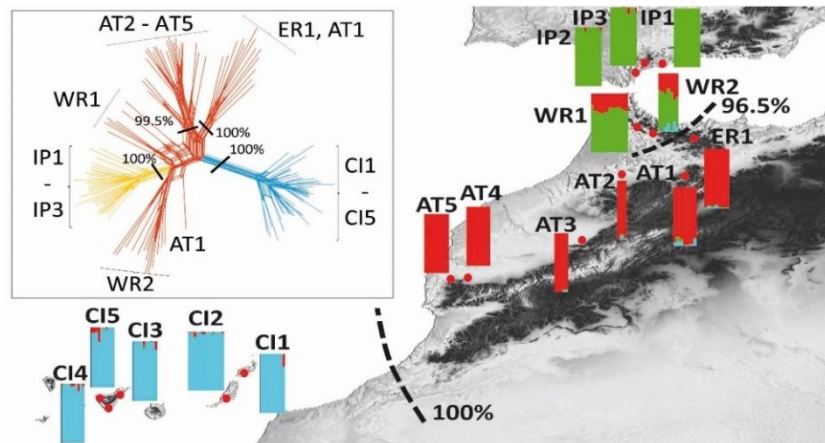 AT2 - AT5
ER1, AT1
WR1
99.5%
100%
100%
100%
IP1
-
IP3
CI1
-
CI5
AT1
WR2
IP3
IP1
IP2
WR2
96.5%
WR1
ER1
AT2
AT1
AT5
AT4
AT3
CI5
CI3
CI2
CI1
CI4
100%